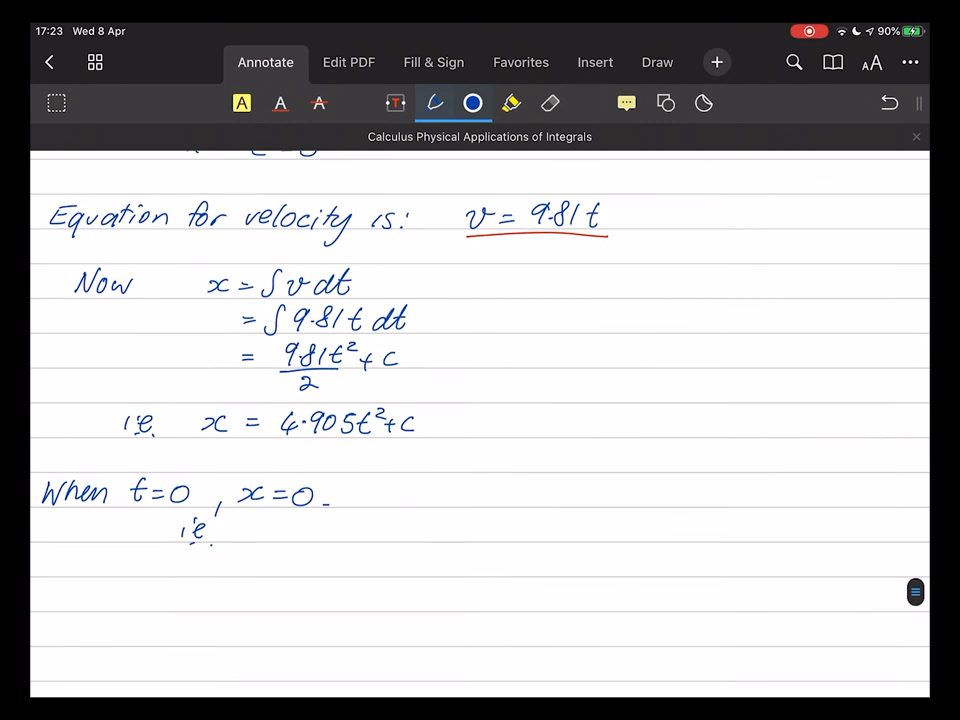 17:23 Wed 8 Apr 90%
Annotate Edit PDF Fill & Sign Favorites Insert Draw
Calculus Physical Applications of Integrals
Equation for velocity is: v = 9.81t
Now x = ∫v dt
= ∫ 9.81 t dt
= 9.81t² + c
2
i.e. x = 4.905t² + c
When t=0, x=0
i.e.